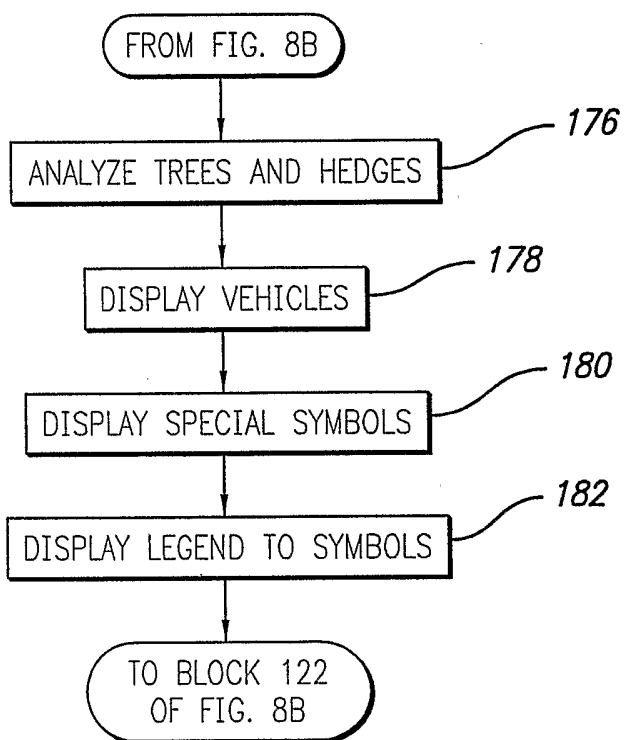 FROM FIG. 8B
176
ANALYZE TREES AND HEDGES
178
DISPLAY VEHICLES
180
DISPLAY SPECIAL SYMBOLS
182
DISPLAY LEGEND TO SYMBOLS
TO BLOCK 122
OF FIG. 8B